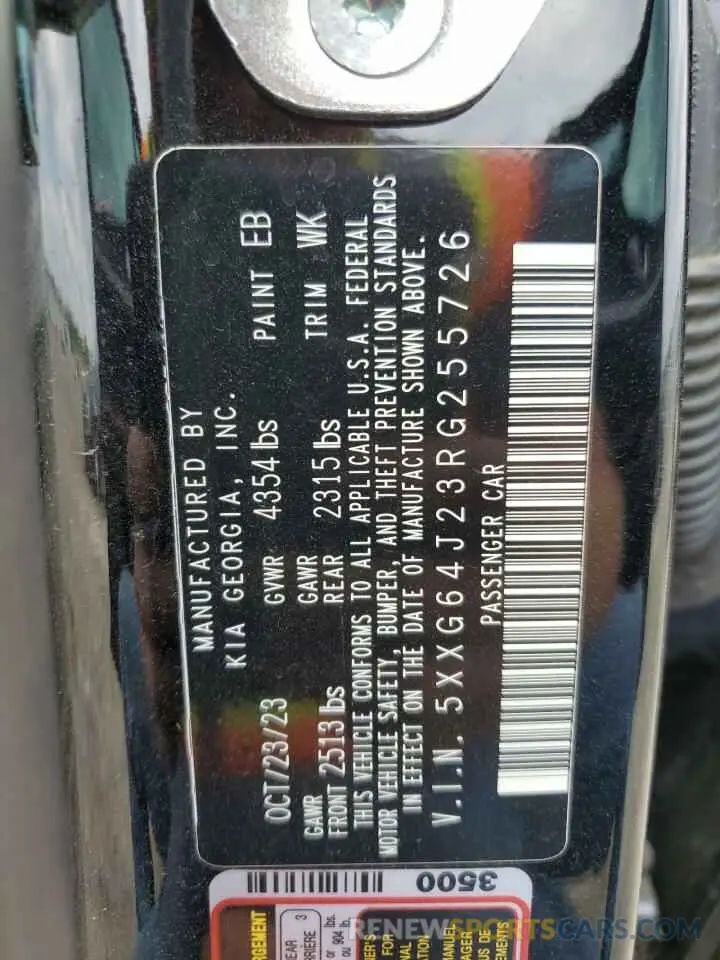 MANUFACTURED BY
KIA GEORGIA, INC.
OCT/23/23 GVWR 4354 lbs PAINT EB
GAWR FRONT 2513 lbs GAWR REAR 2315 lbs TRIM WK
THIS VEHICLE CONFORMS TO ALL APPLICABLE U.S.A. FEDERAL
MOTOR VEHICLE SAFETY, BUMPER, AND THEFT PREVENTION STANDARDS
IN EFFECT ON THE DATE OF MANUFACTURE SHOWN ABOVE.
V.I.N. 5XXG64J23RG255726
PASSENGER CAR
3500
RENEWSPORTSCARS.COM